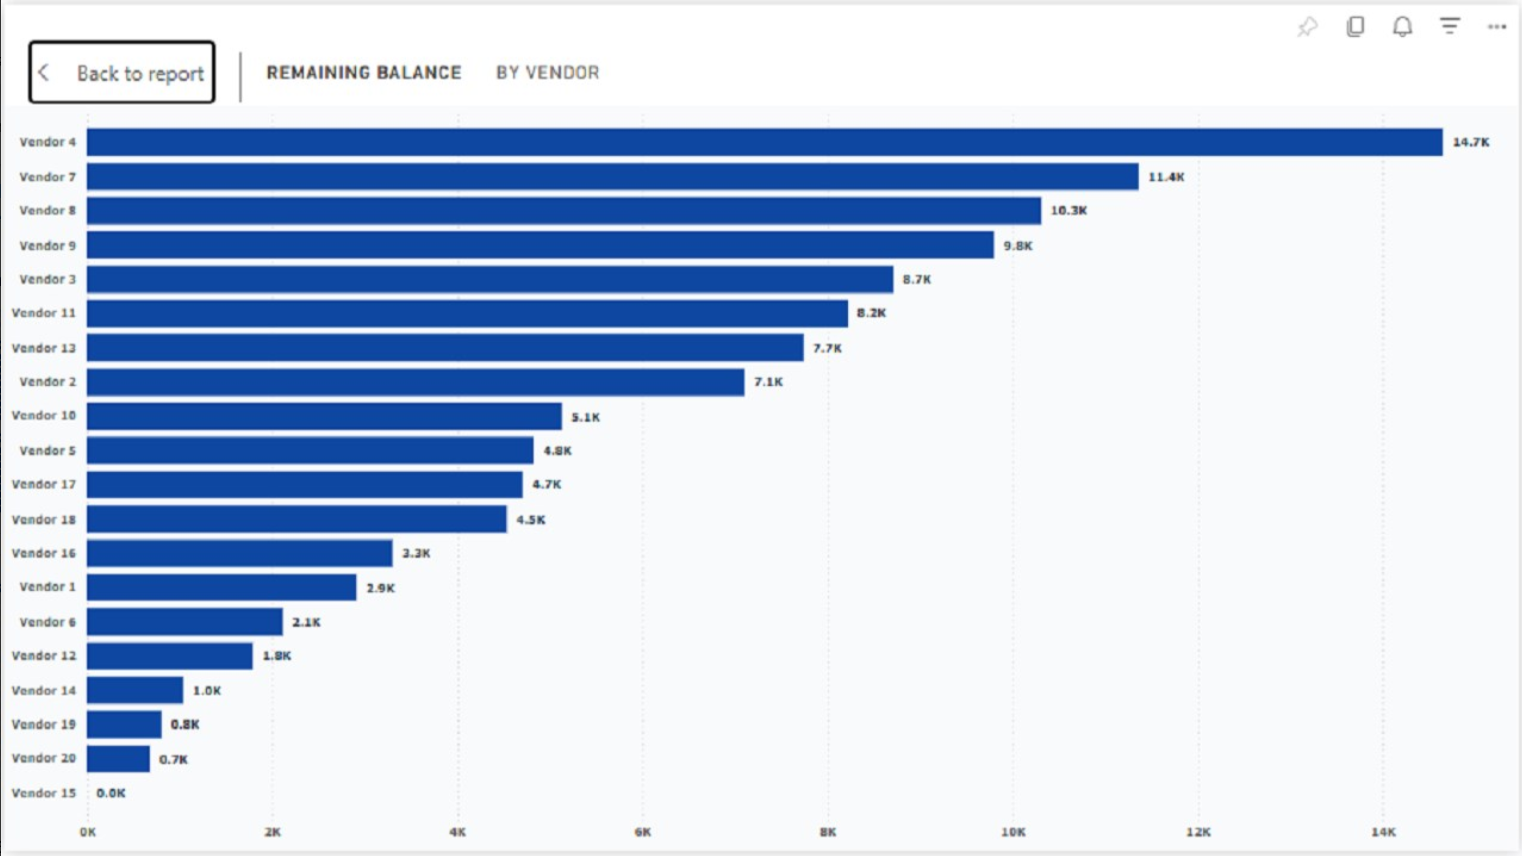 Back to report REMAINING BALANCE BY VENDOR
Vendor 4 14.7K
Vendor 7 11.4K
Vendor 8 10.3K
Vendor 9 9.8K
Vendor 3 8.7K
Vendor 11 8.2K
Vendor 13 7.7K
Vendor 2 7.1K
Vendor 10 5.1K
Vendor 5 4.8K
Vendor 17 4.7K
Vendor 18 4.5K
Vendor 16 3.3K
Vendor 1 2.9K
Vendor 6 2.1K
Vendor 12 1.8K
Vendor 14 1.0K
Vendor 19 0.8K
Vendor 20 0.7K
Vendor 15 0.0K
0K 2K 4K 6K 8K 10K 12K 14K